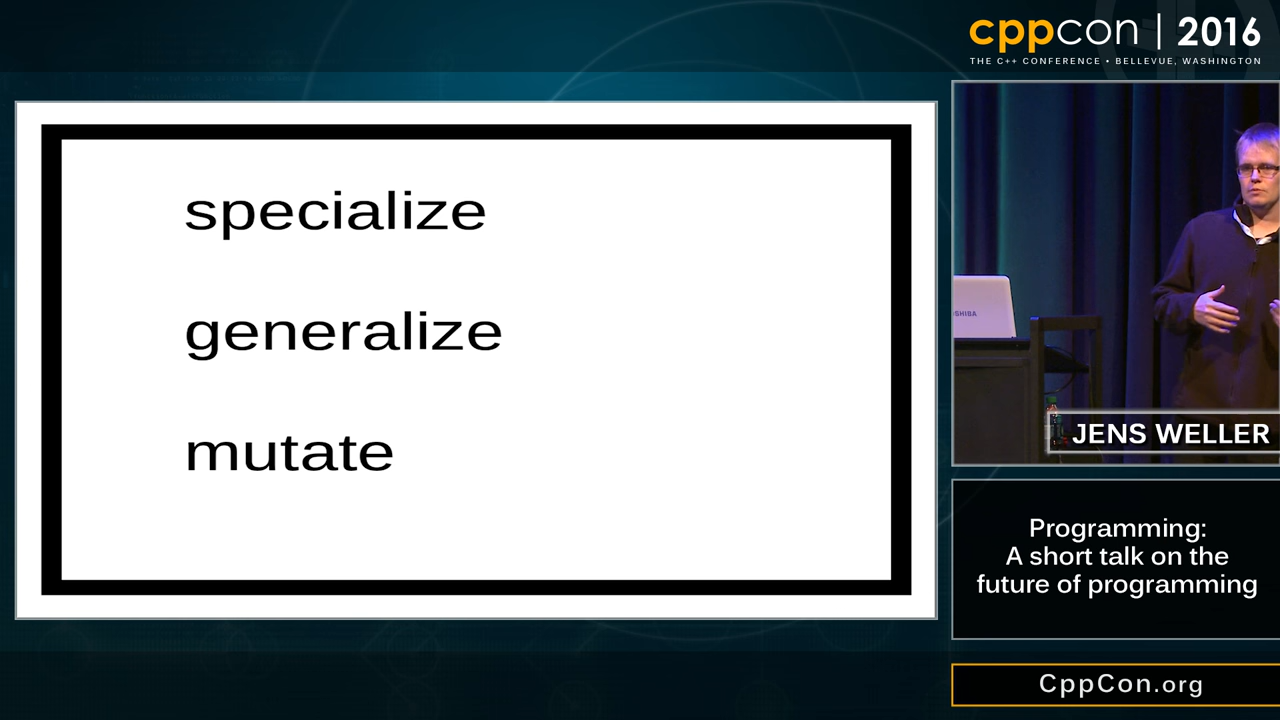 cppcon | 2016
THE C++ CONFERENCE • BELLEVUE, WASHINGTON
specialize
generalize
mutate
SHIBA
JENS WELLER
Programming:
A short talk on the
future of programming
CppCon.org